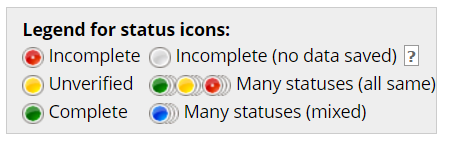 Legend for status icons:
Incomplete Incomplete (no data saved) ?
Unverified Many statuses (all same)
Complete Many statuses (mixed)